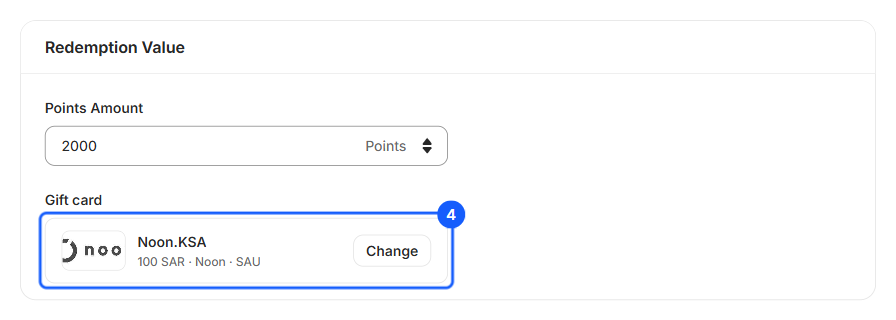 Redemption Value
Points Amount
2000 Points
Gift card
4
noo
Noon.KSA
100 SAR · Noon · SAU
Change